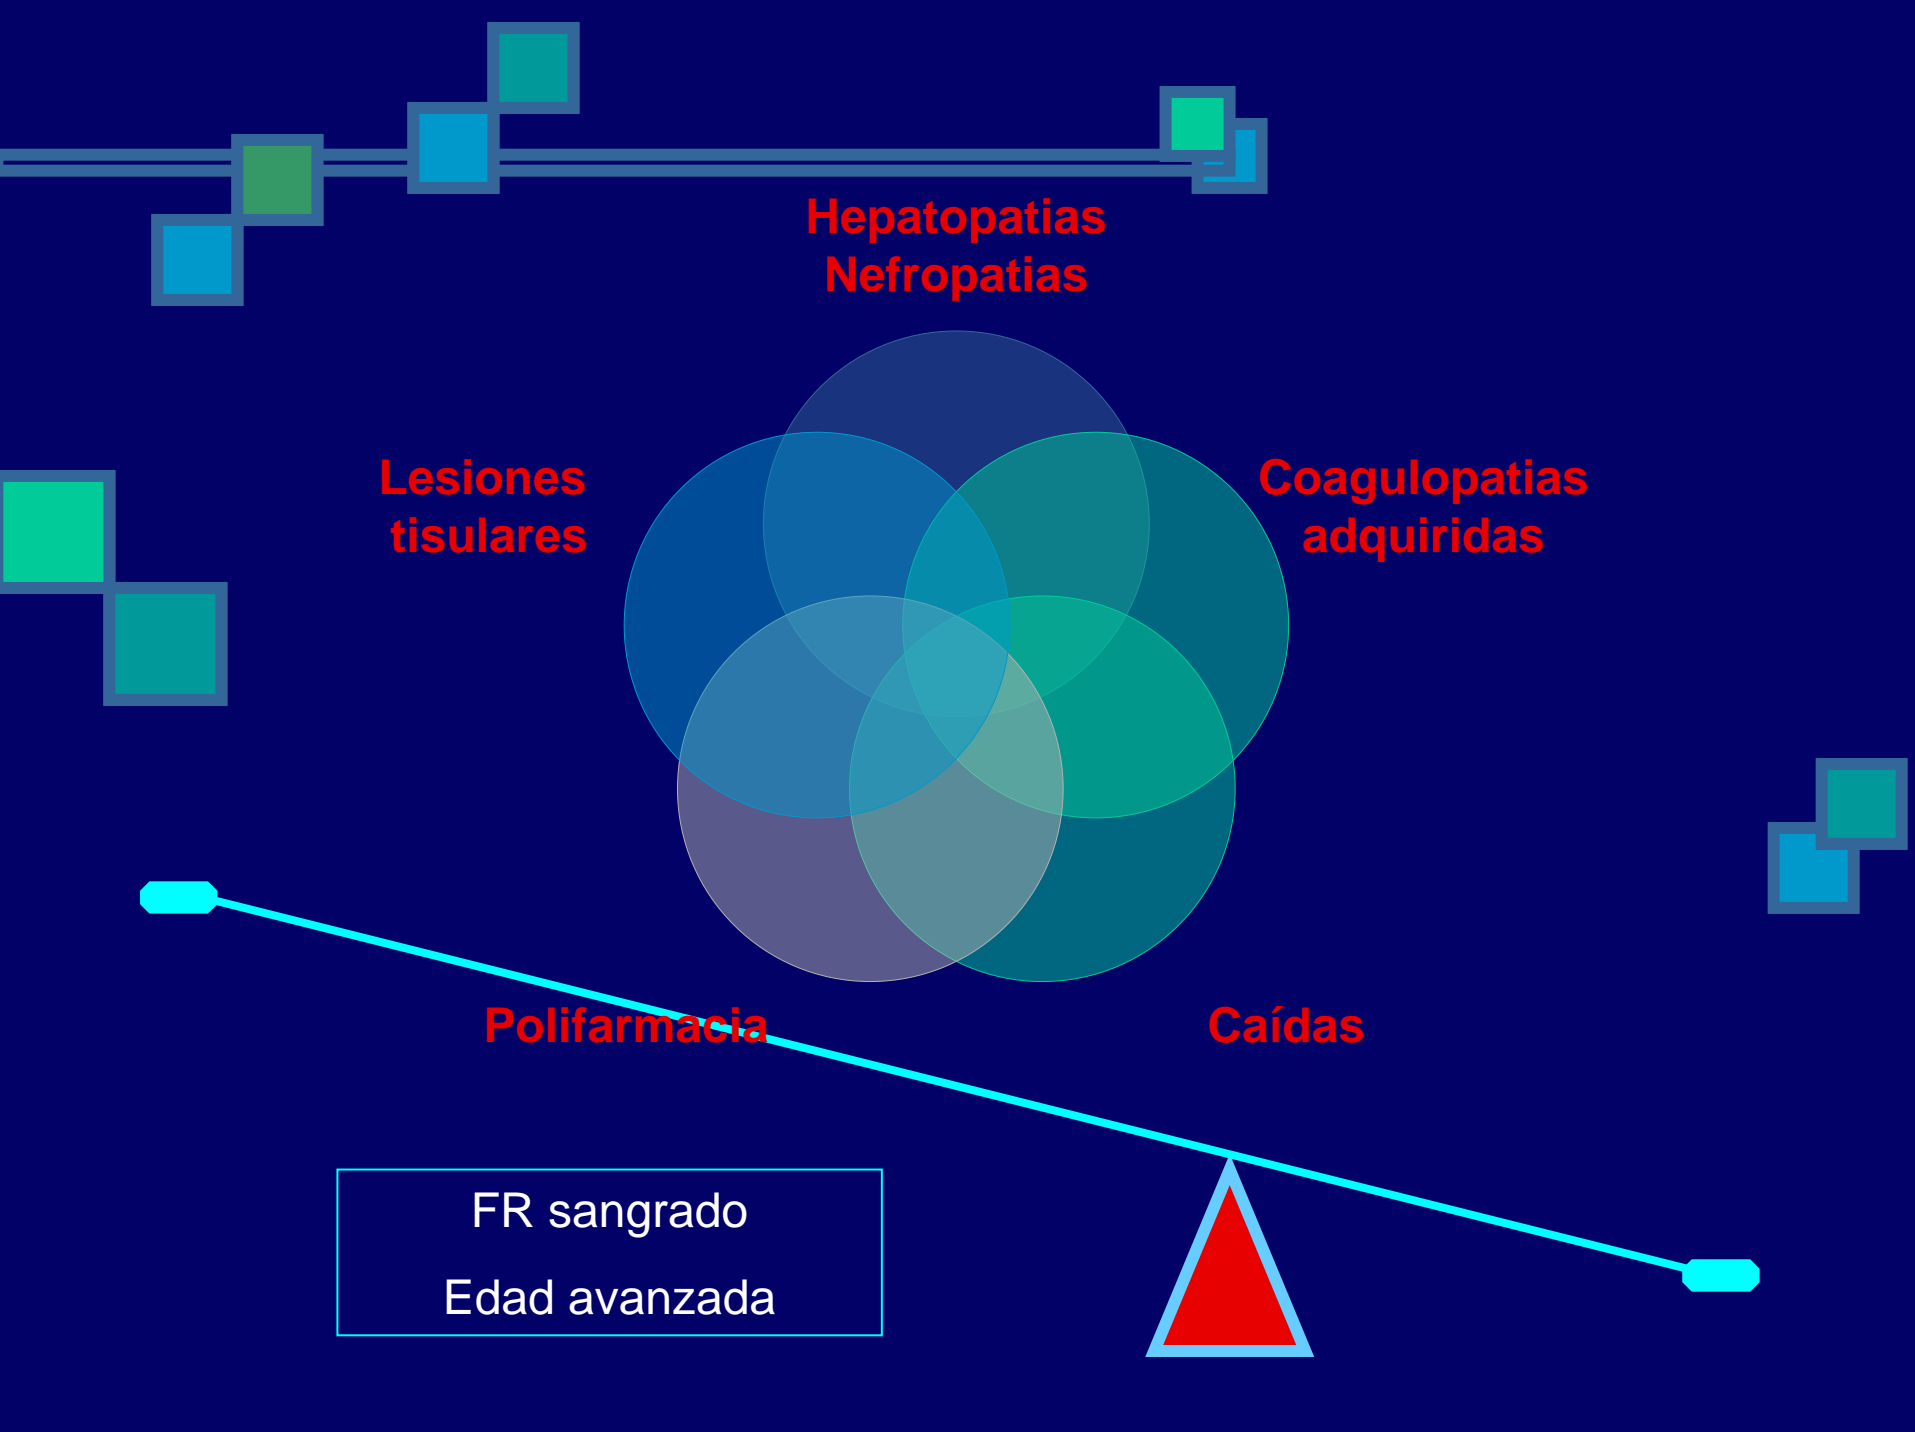 Hepatopatias
Nefropatias
Lesiones
tisulares
Coagulopatias
adquiridas
Polifarmacia
Caídas
FR sangrado
Edad avanzada